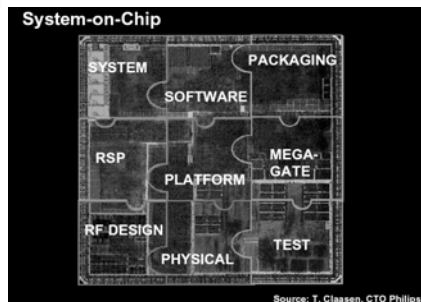 System-on-Chip
SYSTEM
SOFTWARE
PACKAGING
RSP
PLATFORM
MEGA-
GATE
RF DESIGN
PHYSICAL
TEST
Source: T. Claasen, CTO Philips